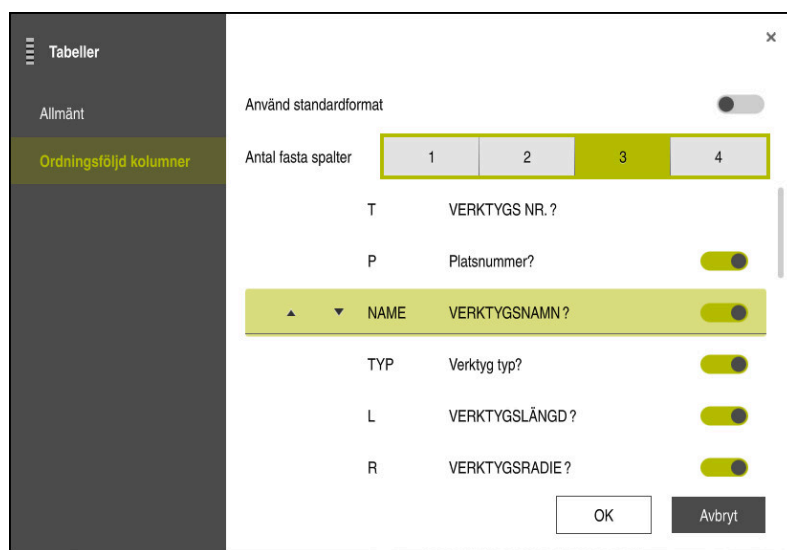 Tabeller
×
Allmänt
Ordningsföljd kolumner
Använd standardformat
Antal fasta spalter 1 2 3 4
T VERKTYGS NR.?
P Platsnummer?
NAME VERKTYGSNAMN?
TYP Verktyg typ?
L VERKTYGSLÄNGD?
R VERKTYGSRADIE?
OK Avbryt